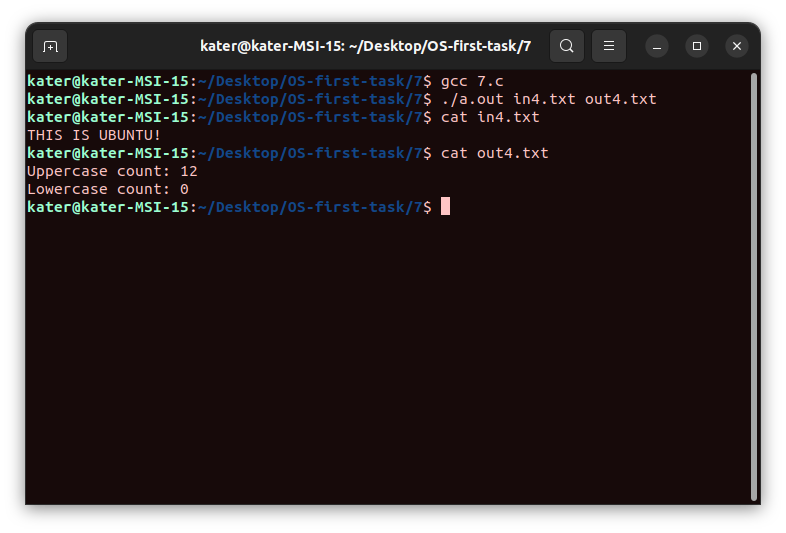 kater@kater-MSI-15: ~/Desktop/OS-first-task/7
kater@kater-MSI-15:~/Desktop/OS-first-task/7$ gcc 7.c
kater@kater-MSI-15:~/Desktop/OS-first-task/7$ ./a.out in4.txt out4.txt
kater@kater-MSI-15:~/Desktop/OS-first-task/7$ cat in4.txt
THIS IS UBUNTU!
kater@kater-MSI-15:~/Desktop/OS-first-task/7$ cat out4.txt
Uppercase count: 12
Lowercase count: 0
kater@kater-MSI-15:~/Desktop/OS-first-task/7$